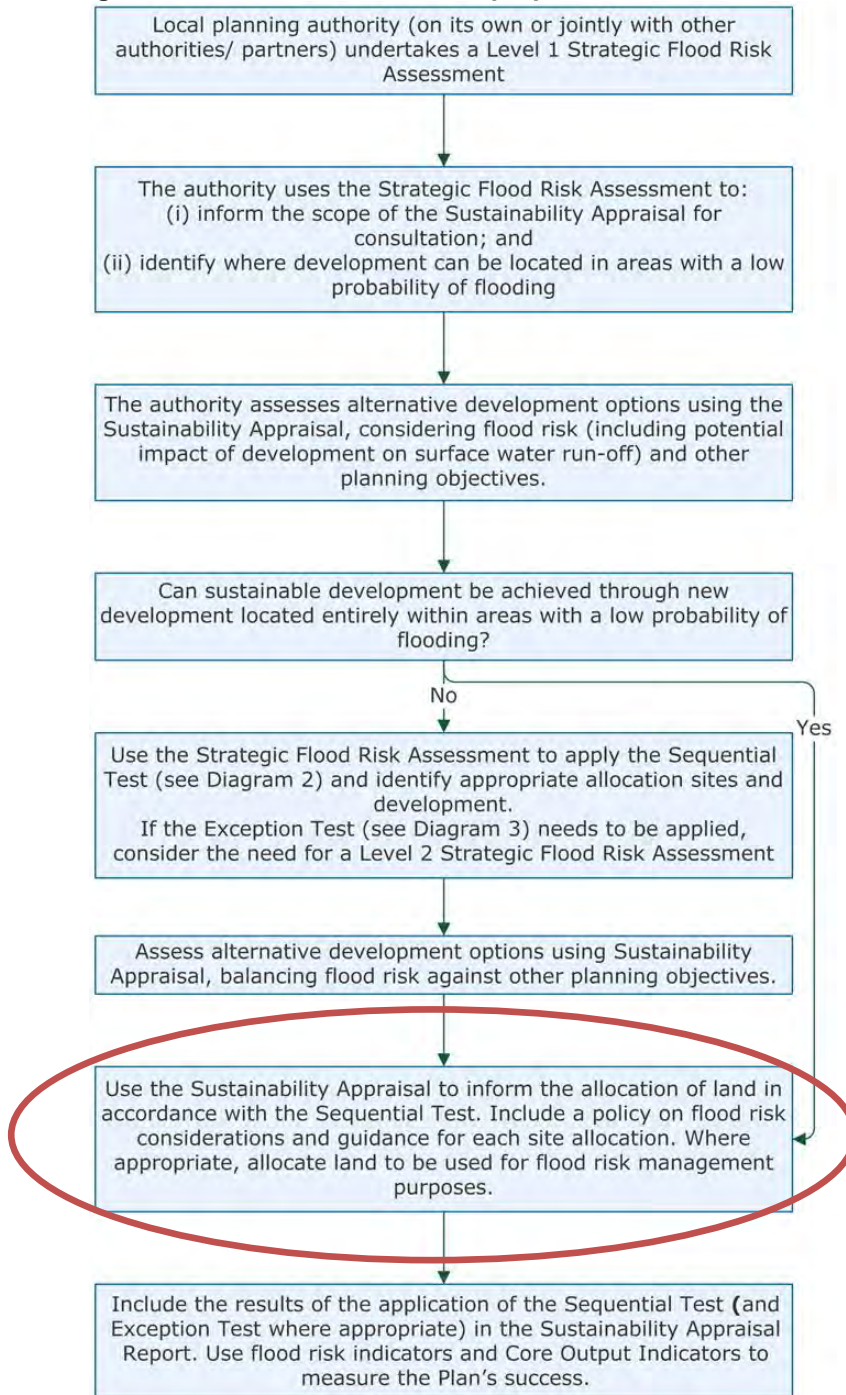 Local planning authority (on its own or jointly with other
authorities/ partners) undertakes a Level 1 Strategic Flood Risk
Assessment
The authority uses the Strategic Flood Risk Assessment to:
(i) inform the scope of the Sustainability Appraisal for
consultation; and
(ii) identify where development can be located in areas with a low
probability of flooding
The authority assesses alternative development options using the
Sustainability Appraisal, considering flood risk (including potential
impact of development on surface water run-off) and other
planning objectives.
Can sustainable development be achieved through new
development located entirely within areas with a low probability of
flooding?
No
Yes
Use the Strategic Flood Risk Assessment to apply the Sequential
Test (see Diagram 2) and identify appropriate allocation sites and
development.
If the Exception Test (see Diagram 3) needs to be applied,
consider the need for a Level 2 Strategic Flood Risk Assessment
Assess alternative development options using Sustainability
Appraisal, balancing flood risk against other planning objectives.
Use the Sustainability Appraisal to inform the allocation of land in
accordance with the Sequential Test. Include a policy on flood risk
considerations and guidance for each site allocation. Where
appropriate, allocate land to be used for flood risk management
purposes.
Include the results of the application of the Sequential Test (and
Exception Test where appropriate) in the Sustainability Appraisal
Report. Use flood risk indicators and Core Output Indicators to
measure the Plan's success.